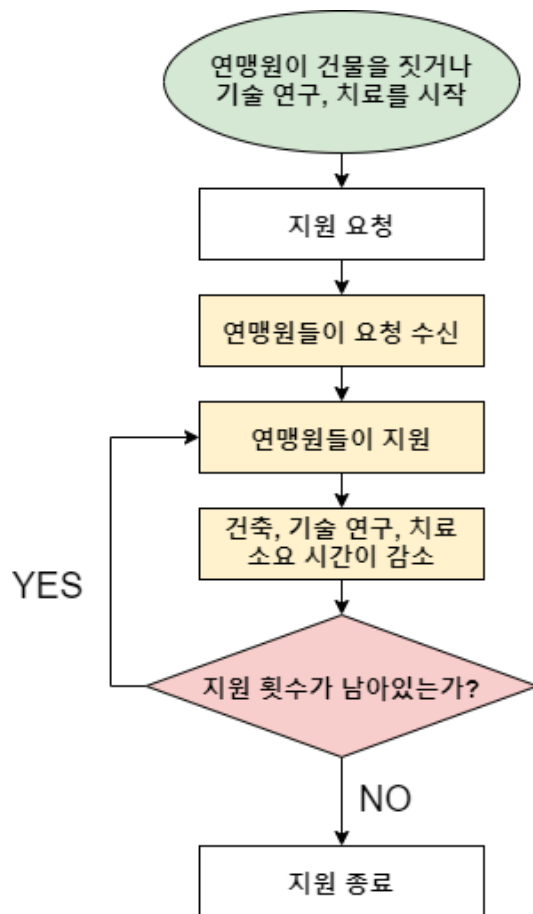 연맹원이 건물을 짓거나
기술 연구, 치료를 시작
지원 요청
연맹원들이 요청 수신
연맹원들이 지원
건축, 기술 연구, 치료
소요 시간이 감소
YES
지원 횟수가 남아있는가?
NO
지원 종료